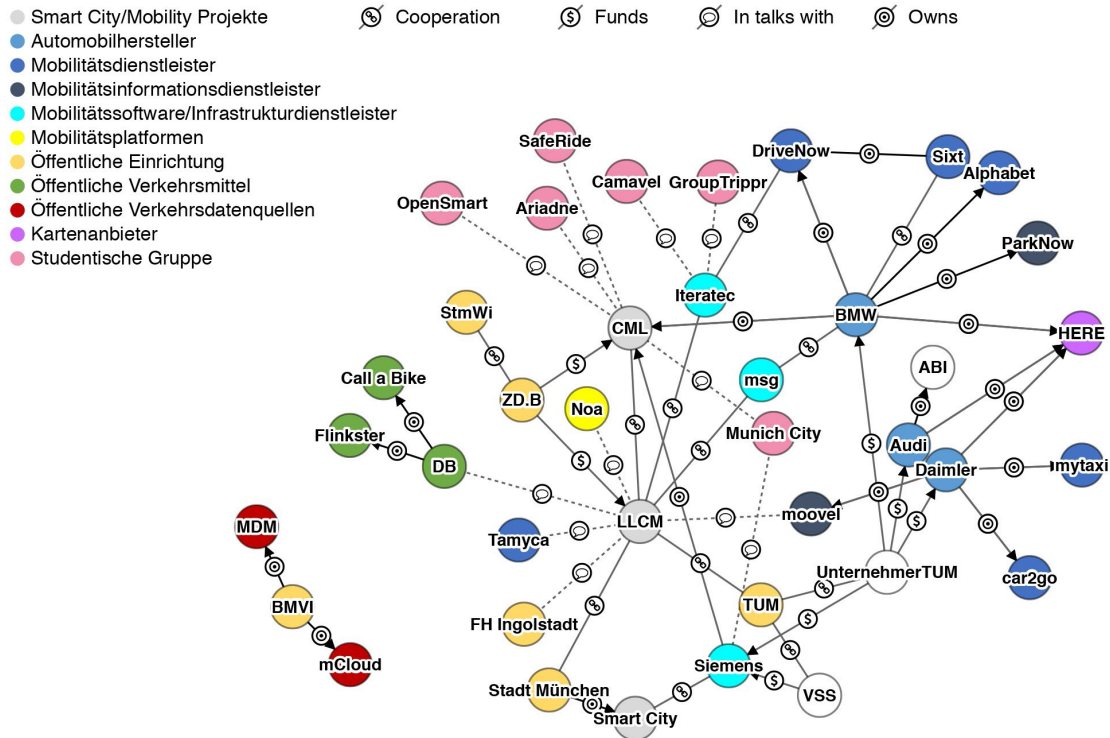 Smart City/Mobility Projekte
Automobilhersteller
Mobilitätsdienstleister
Mobilitätsinformationsdienstleister
Mobilitätssoftware/Infrastrukturdienstleister
Mobilitätsplatformen
Öffentliche Einrichtung
Öffentliche Verkehrsmittel
Öffentliche Verkehrsdatenquellen
Kartenanbieter
Studentische Gruppe
Cooperation
$ Funds
In talks with
Owns
SafeRide
DriveNow
Sixt
Camavel
GroupTrippr
Alphabet
OpenSmart
Ariadne
ParkNow
Iteratec
StmWi
CML
BMW
HERE
$
ABI
Call a Bike
msg
ZD.B
Noa
Flinkster
Munich City
Audi
$
DB
$
Daimler
mytaxi
LLCM
moovel
$
$
MDM
Tamyca
UnternehmerTUM
car2go
BMVI
TUM
FH Ingolstadt
$
mCloud
Siemens
$
Stadt München
VSS
Smart City